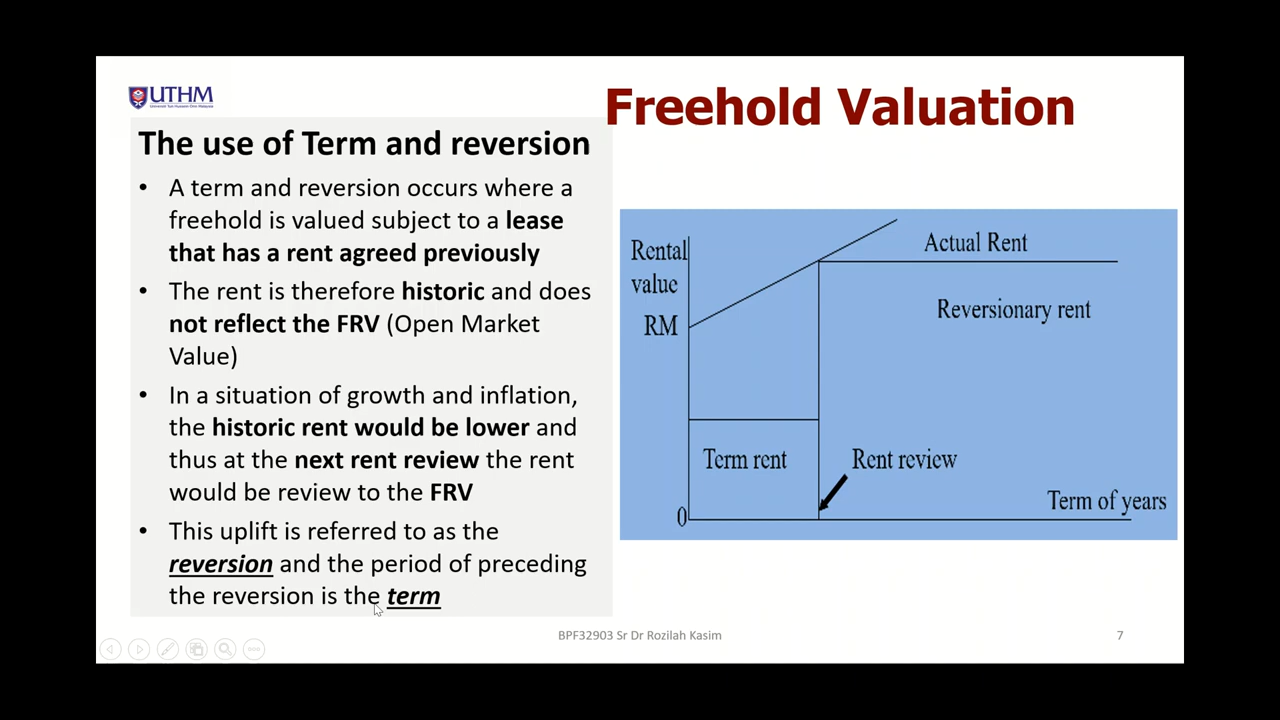 UTHM
Universiti Tun Hussein Onn Malaysia
Freehold Valuation
The use of Term and reversion
• A term and reversion occurs where a
freehold is valued subject to a lease
that has a rent agreed previously
• The rent is therefore historic and does
not reflect the FRV (Open Market
Value)
• In a situation of growth and inflation,
the historic rent would be lower and
thus at the next rent review the rent
would be review to the FRV
• This uplift is referred to as the
reversion and the period of preceding
the reversion is the term
Rental
value
RM
Actual Rent
Reversionary rent
Term rent
Rent review
Term of years
0
BPF32903 Sr Dr Rozilah Kasim
7